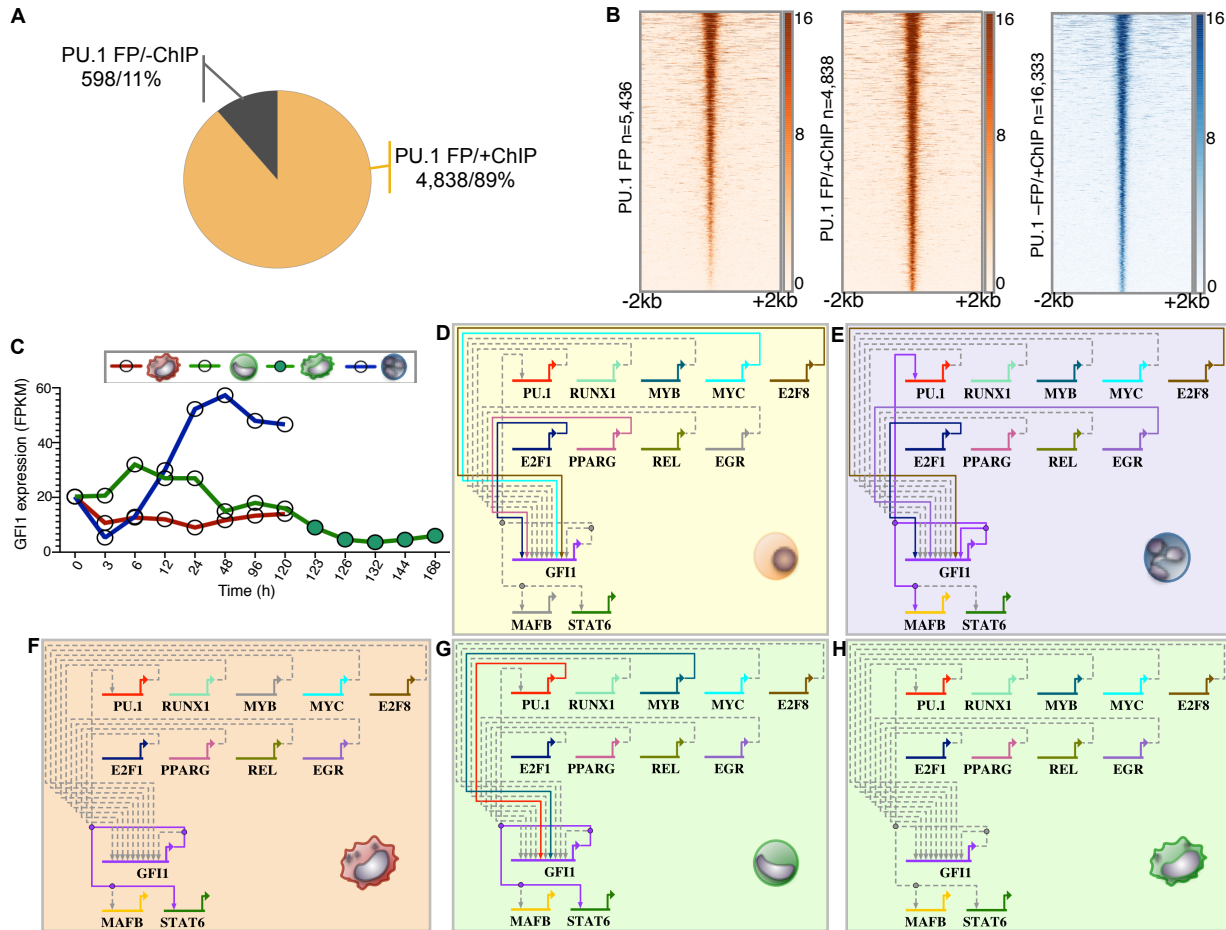 A
PU.1 FP/-ChIP
598/11%
PU.1 FP/+ChIP
4,838/89%
B
PU.1 FP n=5,436
16
8
0
-2kb
+2kb
PU.1 FP/+ChIP n=4,838
16
8
0
-2kb
+2kb
PU.1 –FP/+ChIP n=16,333
16
8
0
-2kb
+2kb
C
GFI1 expression (FPKM)
60
40
20
0
0 3 6 12 24 48 96 120 123 126 132 144 168
Time (h)
D
PU.1 RUNX1 MYB MYC E2F8
E2F1 PPARG REL EGR
GFI1
MAFB STAT6
E
PU.1 RUNX1 MYB MYC E2F8
E2F1 PPARG REL EGR
GFI1
MAFB STAT6
F
PU.1 RUNX1 MYB MYC E2F8
E2F1 PPARG REL EGR
GFI1
MAFB STAT6
G
PU.1 RUNX1 MYB MYC E2F8
E2F1 PPARG REL EGR
GFI1
MAFB STAT6
H
PU.1 RUNX1 MYB MYC E2F8
E2F1 PPARG REL EGR
GFI1
MAFB STAT6